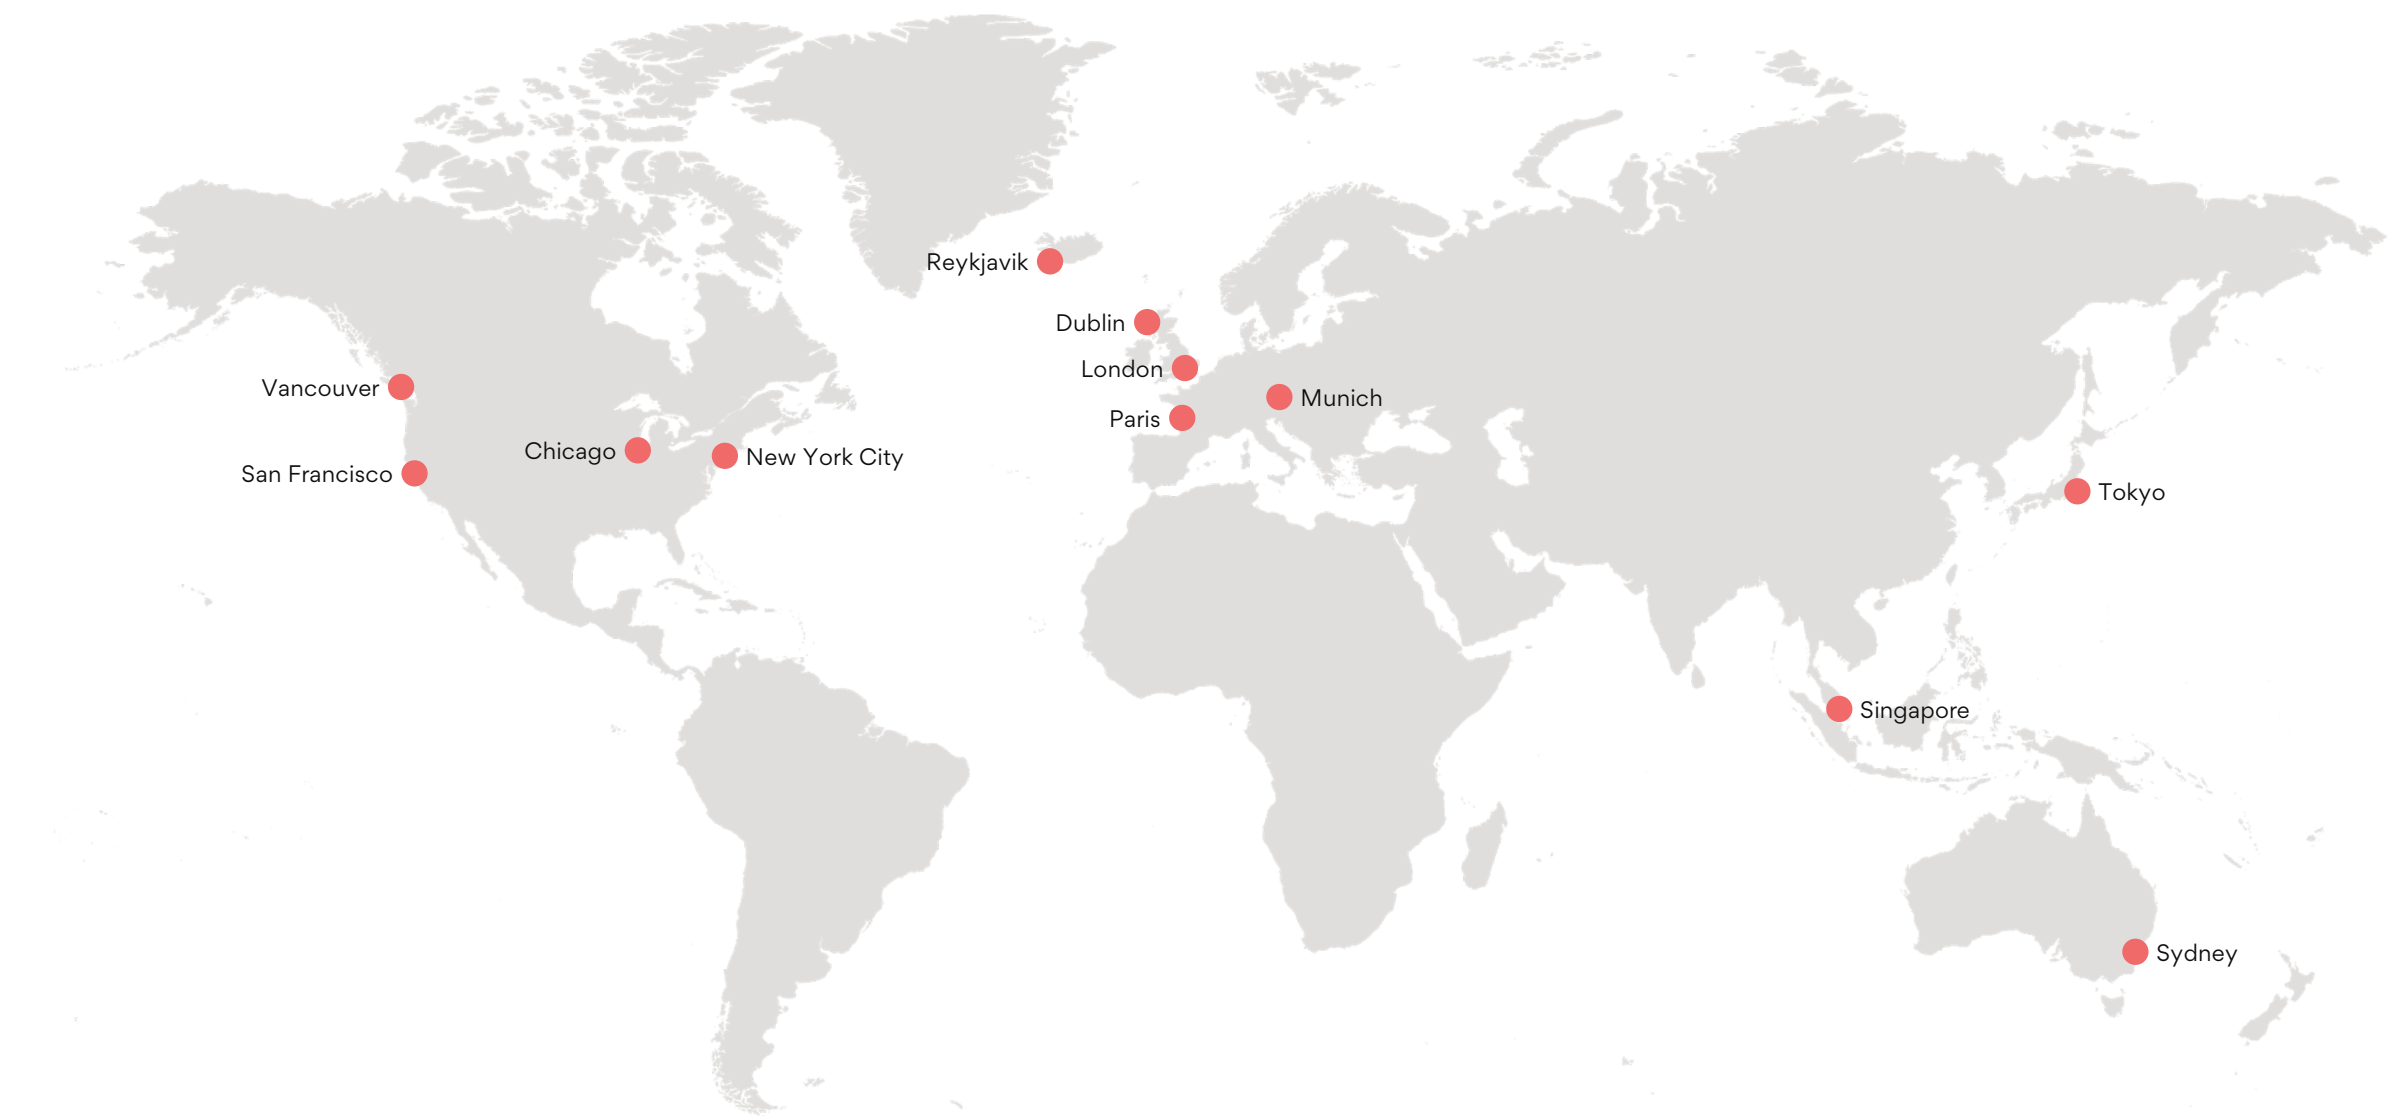 Reykjavik
Dublin
London
Vancouver
Munich
Paris
Chicago
New York City
San Francisco
Tokyo
Singapore
Sydney